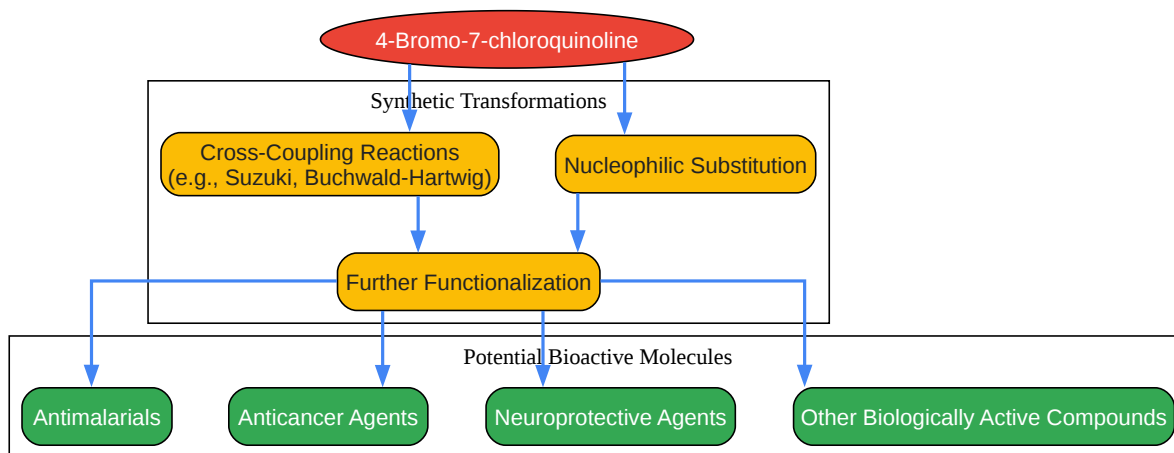 4-Bromo-7-chloroquinoline
Synthetic Transformations
Cross-Coupling Reactions
(e.g., Suzuki, Buchwald-Hartwig)
Nucleophilic Substitution
Further Functionalization
Potential Bioactive Molecules
Antimalarials
Anticancer Agents
Neuroprotective Agents
Other Biologically Active Compounds